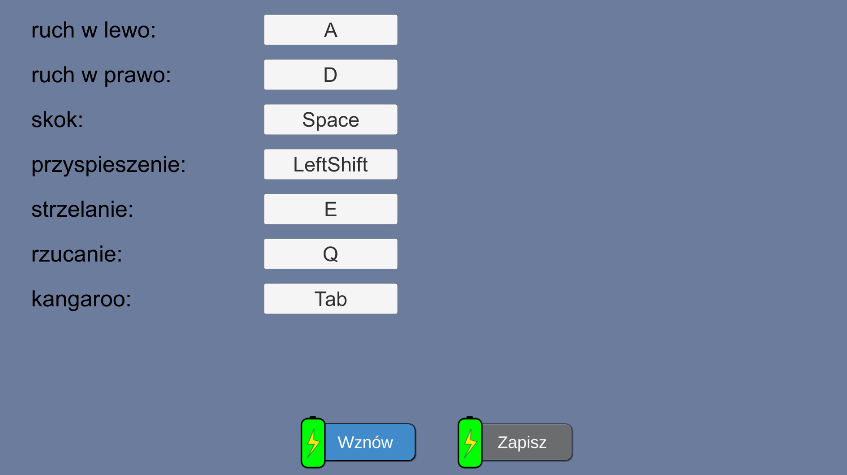 ruch w lewo: A
ruch w prawo: D
skok: Space
przyspieszenie: LeftShift
strzelanie: E
rzucanie: Q
kangaroo: Tab
Wznów Zapisz